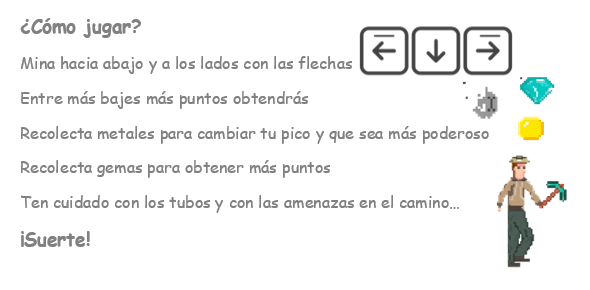 ¿Cómo jugar?
Mina hacia abajo y a los lados con las flechas
Entre más bajes más puntos obtendrás
Recolecta metales para cambiar tu pico y que sea más poderoso
Recolecta gemas para obtener más puntos
Ten cuidado con los tubos y con las amenazas en el camino...
¡Suerte!